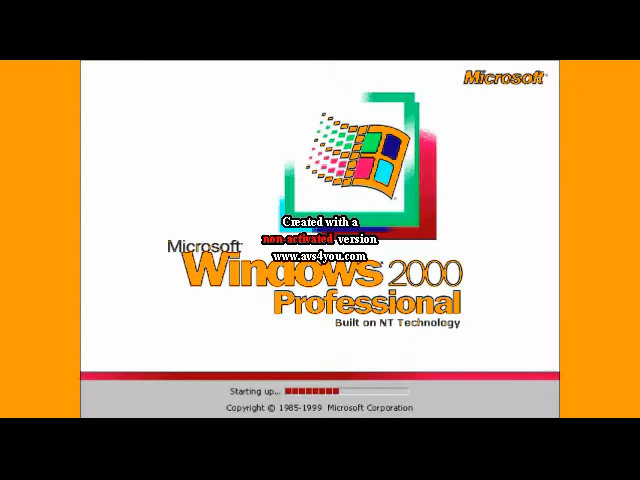 Microsoft
Created with a
non-activated version
www.avs4you.com
Microsoft
Windows 2000
Professional
Built on NT Technology
Starting up...
Copyright © 1985-1999 Microsoft Corporation